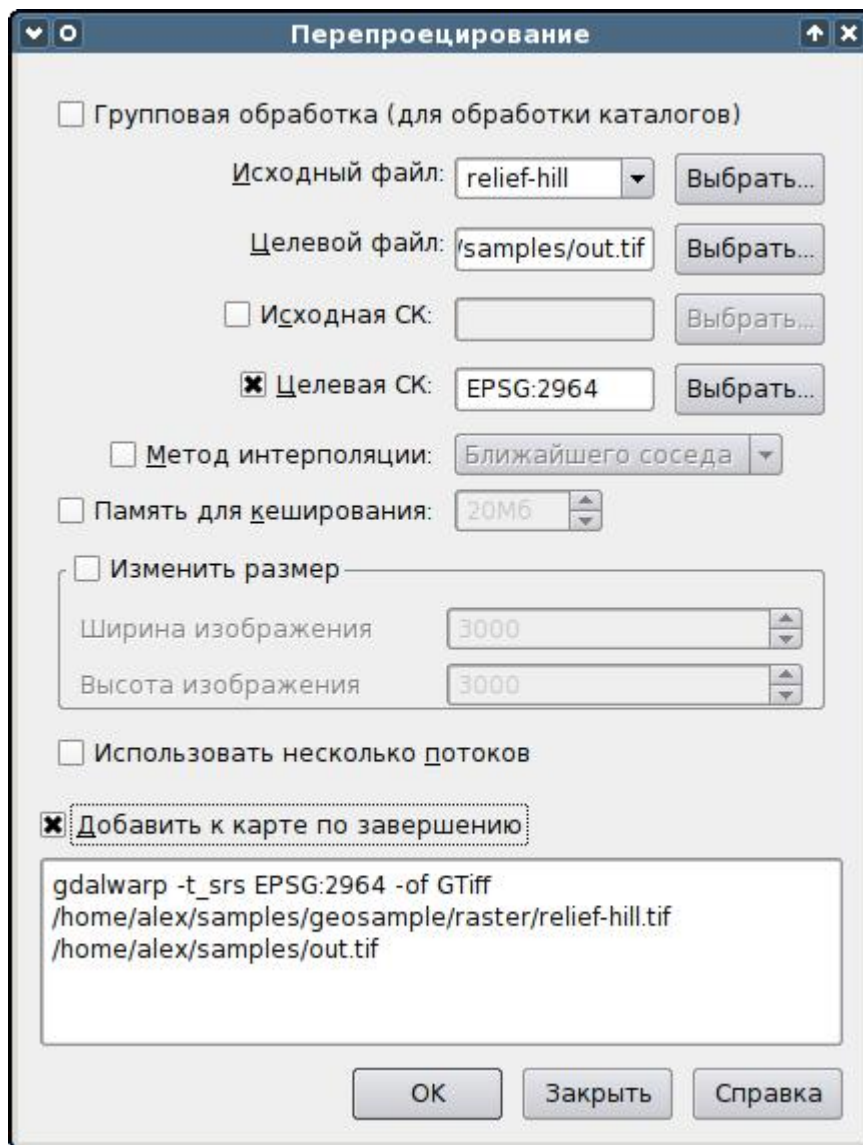 Перепроецирование
Групповая обработка (для обработки каталогов)
Исходный файл: relief-hill Выбрать...
Целевой файл: /samples/out.tif Выбрать...
Исходная СК: Выбрать...
Целевая СК: EPSG:2964 Выбрать...
Метод интерполяции: Ближайшего соседа
Память для кеширования: 20Мб
Изменить размер
Ширина изображения 3000
Высота изображения 3000
Использовать несколько потоков
Добавить к карте по завершению
gdalwarp -t_srs EPSG:2964 -of GTiff
/home/alex/samples/geosample/raster/relief-hill.tif
/home/alex/samples/out.tif
OK Закрыть Справка